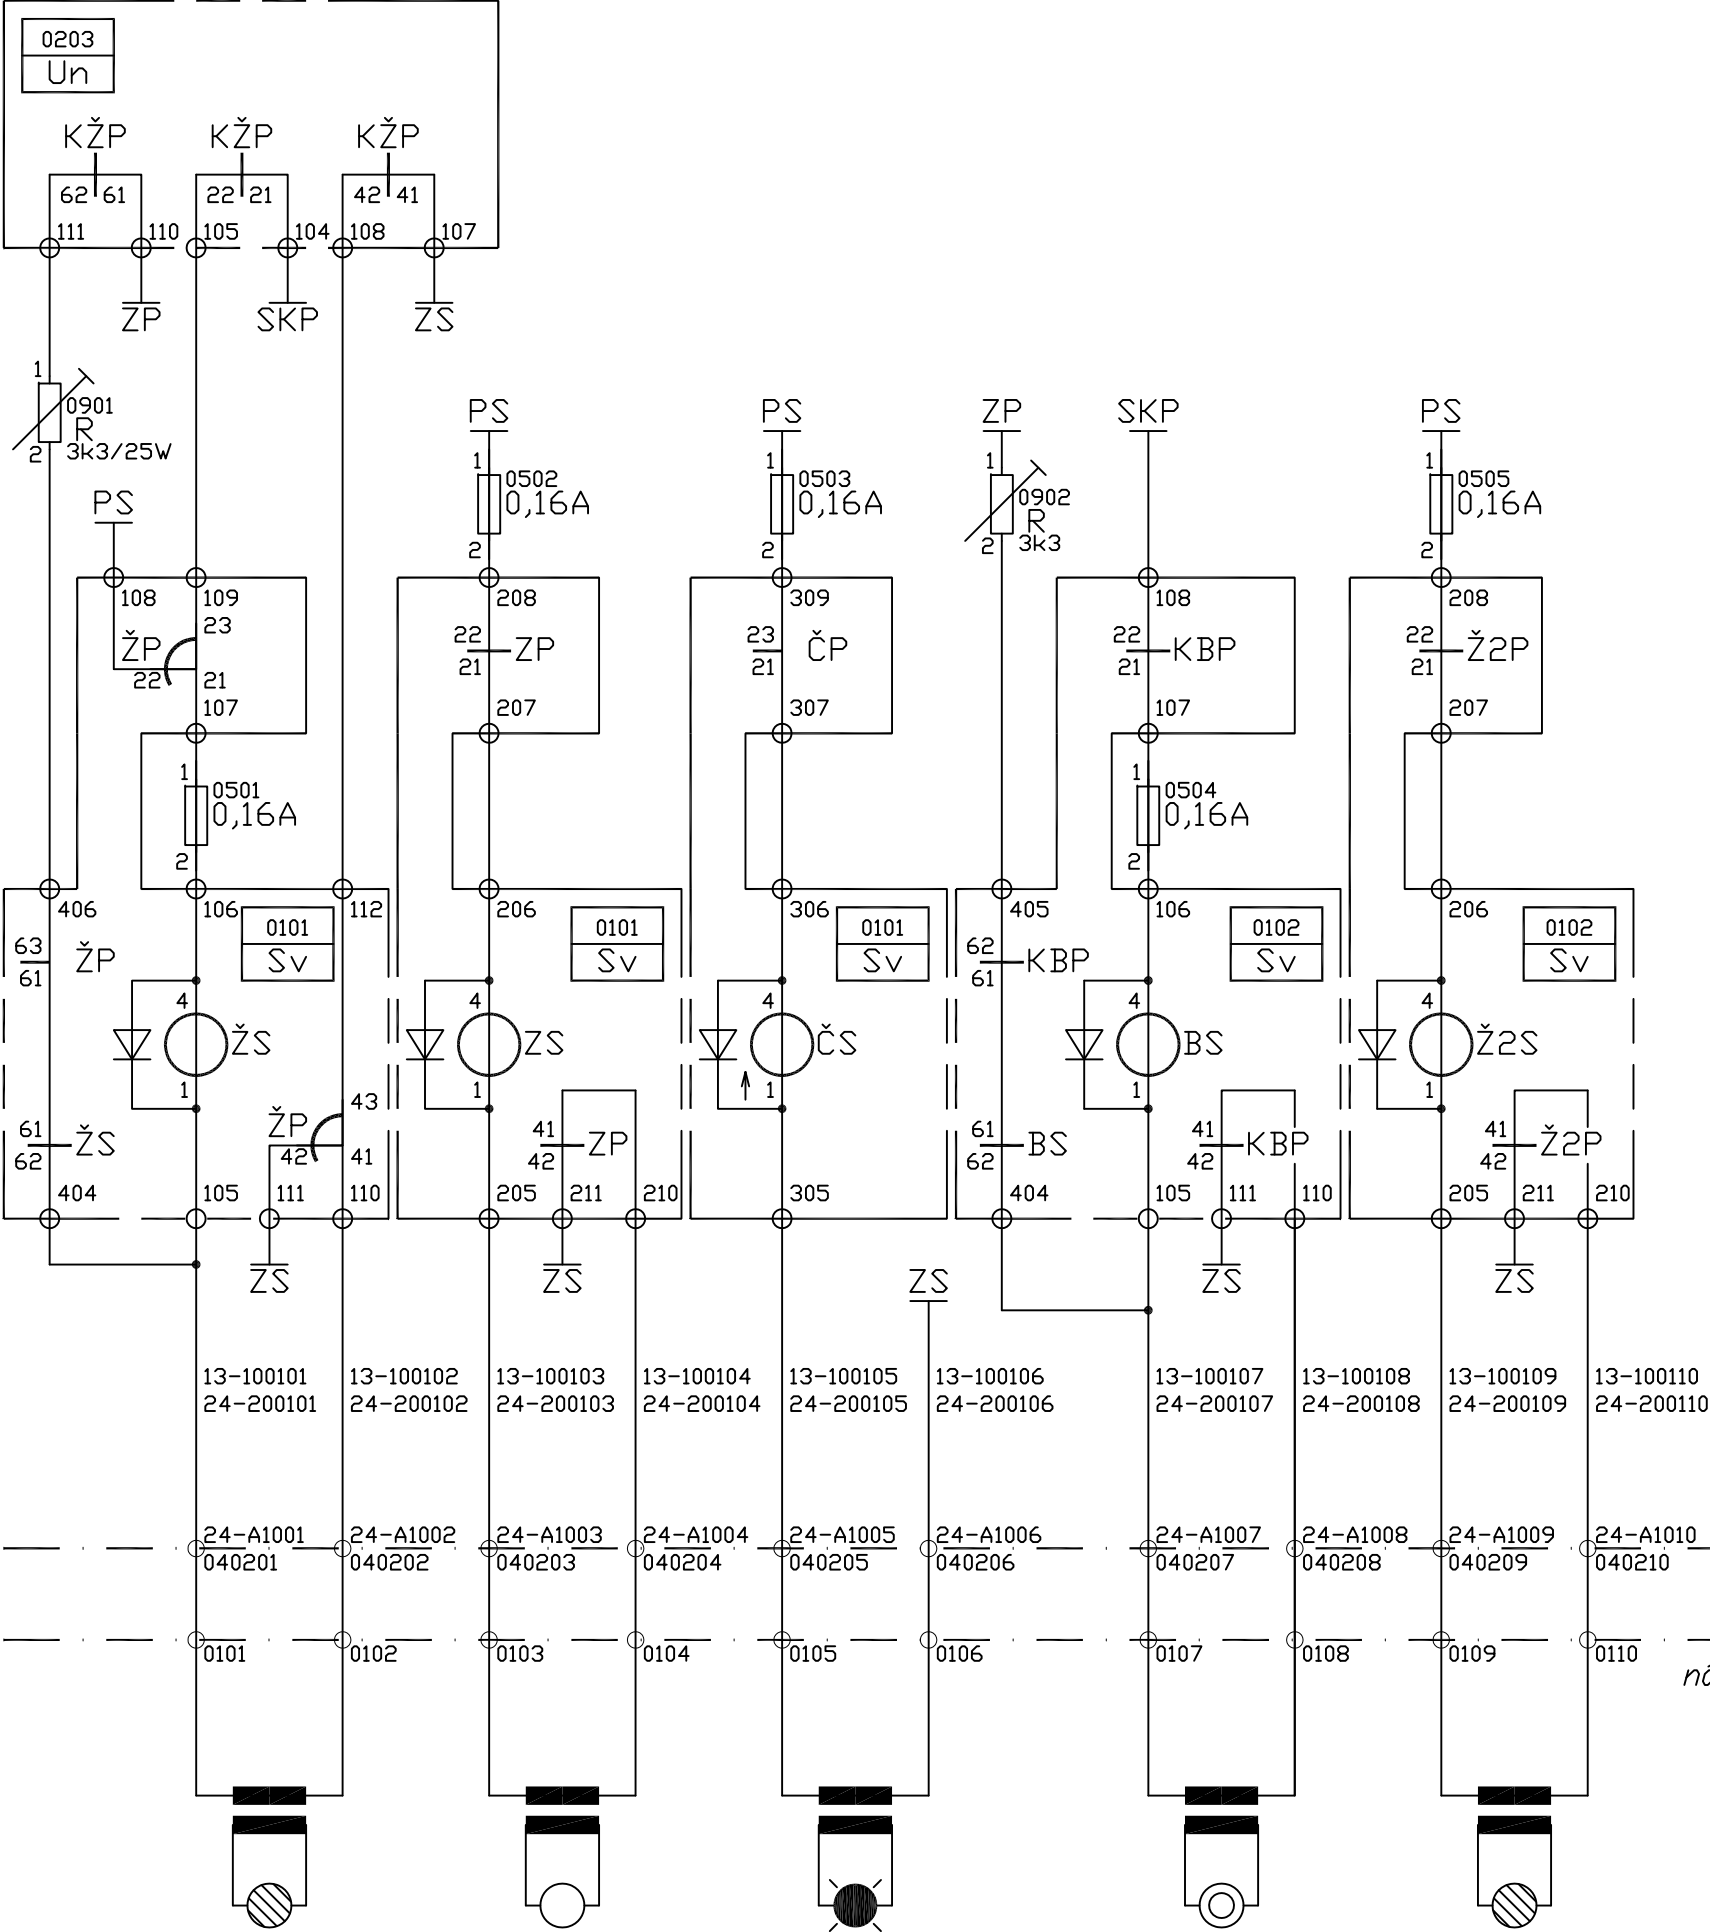 0203
Un
KŽP KŽP KŽP
62 61 22 21 42 41
111 110 105 104 108 107
ZP SKP ZS
1
0901
R
3k3/25W
2
PS PS ZP SKP PS
1 1 1 1
0502 0503 0902 0505
0,16A 0,16A R 0,16A
3k3
2 2 2 2
PS
108 109 208 309 108 208
23
ŽP 22 ZP 23 ČP 22 KBP 22 Ž2P
22 21 21 21 21 21
107 207 307 107 207
1 1
0501 0504
0,16A 0,16A
2 2
406 106 112 206 306 405 106 206
0101 0101 0101 0102 0102
Sv Sv Sv Sv Sv
63 ŽP 62 KBP
61 61
4 4 4 4 4
ŽS ZS ČS BS Ž2S
1 1 1 1 1
43
61 ŽS ŽP 41 ZP 61 BS 41 KBP 41 Ž2P
62 42 41 42 62 42 42
404 105 111 110 205 211 210 305 404 105 111 110 205 211 210
ZS ZS ZS ZS ZS
13-100101 13-100102 13-100103 13-100104 13-100105 13-100106 13-100107 13-100108 13-100109 13-100110
24-200101 24-200102 24-200103 24-200104 24-200105 24-200106 24-200107 24-200108 24-200109 24-200110
24-A1001 24-A1002 24-A1003 24-A1004 24-A1005 24-A1006 24-A1007 24-A1008 24-A1009 24-A1010
040201 040202 040203 040204 040205 040206 040207 040208 040209 040210
0101 0102 0103 0104 0105 0106 0107 0108 0109 0110